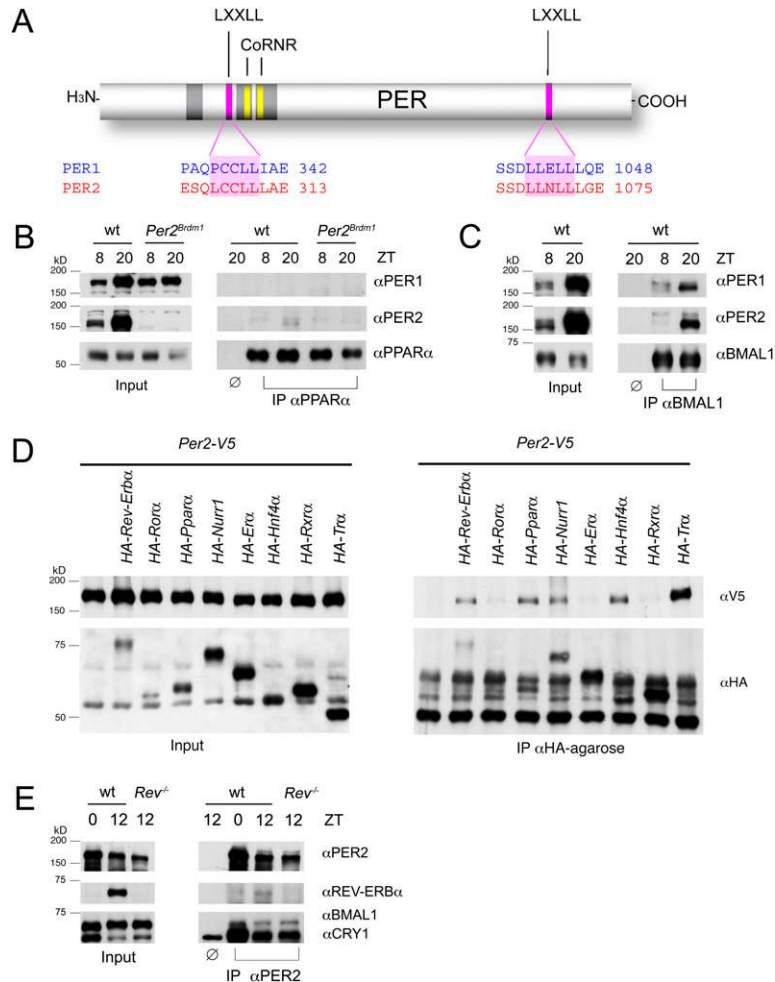 A
LXXLL
LXXLL
CoRNR
H3N-
PER
-COOH
PER1 PAQPCCLLIAE 342 SSDLLELLLQE 1048
PER2 ESQLCCLLLAE 313 SSDLLNLLLGE 1075
B
wt Per2Brdm1 wt Per2Brdm1
kD 8 20 8 20 20 8 20 8 20 ZT
200
150
αPER1
150
αPER2
50
αPPARα
Input
Ø
IP αPPARα
C
wt wt
kD 8 20 20 8 20 ZT
200
150
αPER1
150
αPER2
75
αBMAL1
Input
Ø
IP αBMAL1
D
Per2-V5 Per2-V5
HA-Rev-Erbα HA-Rorα HA-Pparα HA-Nurr1 HA-Erα HA-Hnf4α HA-Rxrα HA-Trα
HA-Rev-Erbα HA-Rorα HA-Pparα HA-Nurr1 HA-Erα HA-Hnf4α HA-Rxrα HA-Trα
kD
200
150
αV5
75
αHA
50
Input
IP αHA-agarose
E
wt Rev-/- wt Rev-/-
0 12 12 12 0 12 12 ZT
kD
200
150
αPER2
75
αREV-ERBα
75
αBMAL1
αCRY1
Input
Ø
IP αPER2